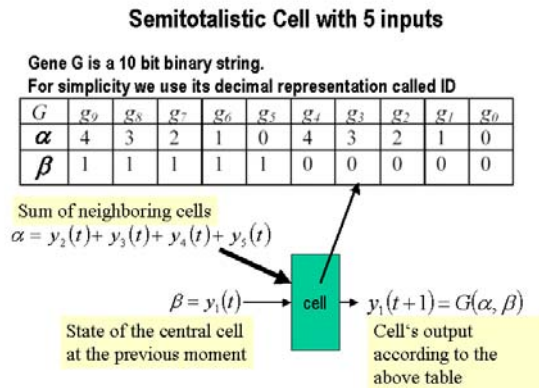 Semitotalistic Cell with 5 inputs
Gene G is a 10 bit binary string.
For simplicity we use its decimal representation called ID
G g₉ g₈ g₇ g₆ g₅ g₄ g₃ g₂ g₁ g₀
α 4 3 2 1 0 4 3 2 1 0
β 1 1 1 1 1 0 0 0 0 0
Sum of neighboring cells
α = y₂(t)+ y₃(t)+ y₄(t)+ y₅(t)
β = y₁(t)
cell
y₁(t+1)= G(α, β)
State of the central cell
at the previous moment
Cell's output
according to the
above table